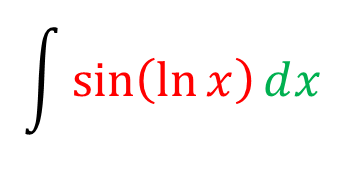 ∫ sin(ln x) dx